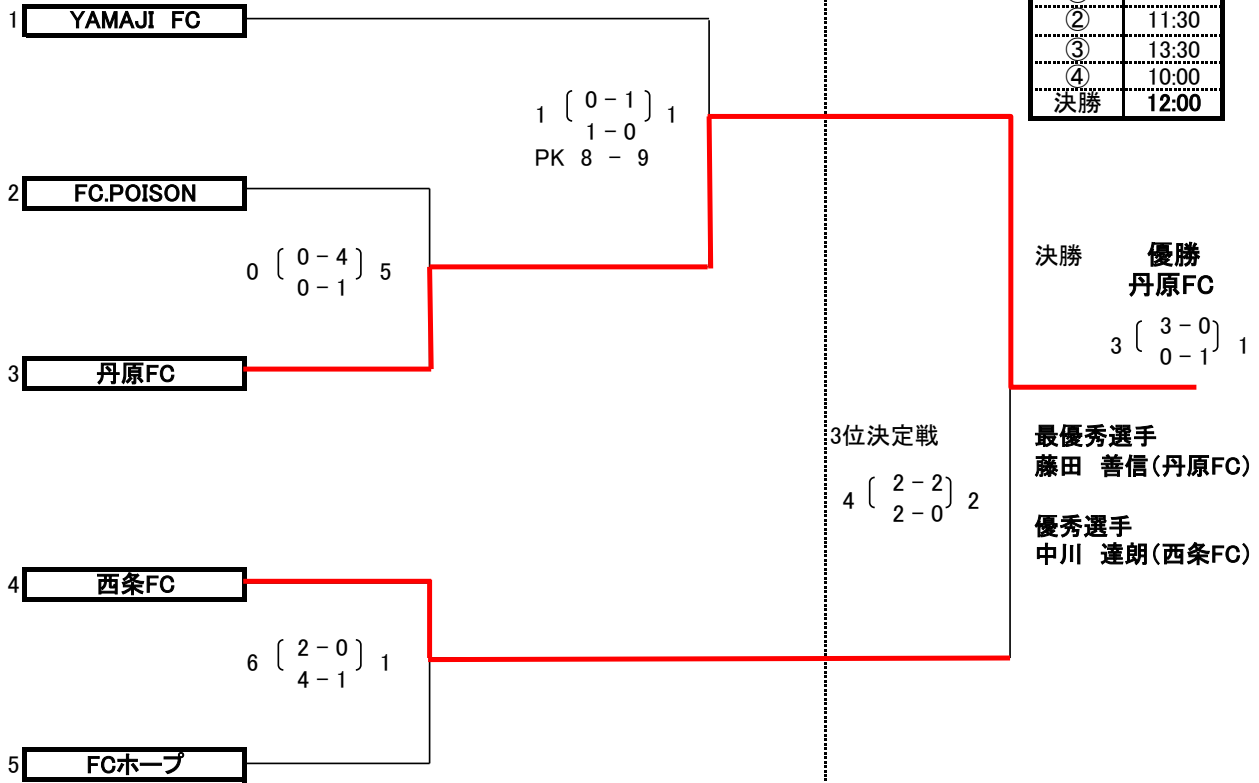 1 YAMAJI FC
② 11:30
③ 13:30
④ 10:00
決勝 12:00
1 〔 0－1 〕 1
1－0
PK 8 － 9
2 FC.POISON
0 〔 0－4 〕 5
0－1
3 丹原FC
決勝 優勝
丹原FC
3 〔 3－0 〕 1
0－1
3位決定戦
4 〔 2－2 〕 2
2－0
最優秀選手
藤田 善信（丹原FC）
優秀選手
中川 達朗（西条FC）
4 西条FC
6 〔 2－0 〕 1
4－1
5 FCホープ